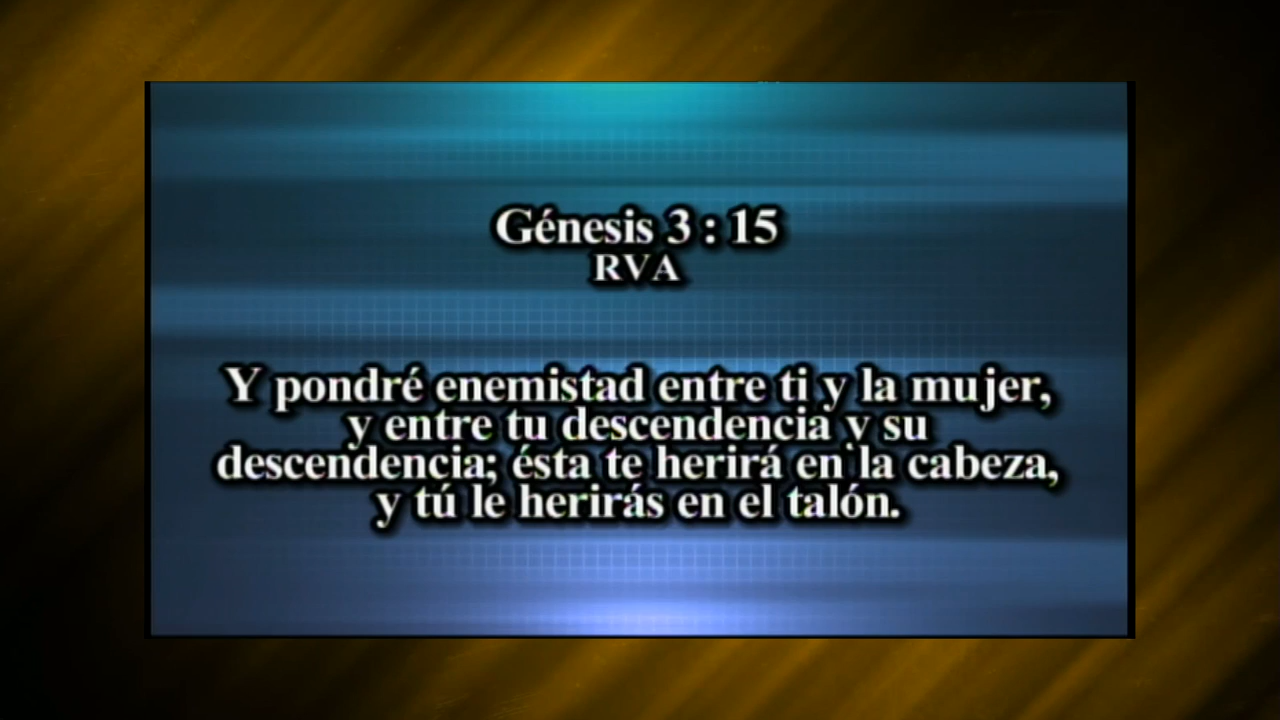 Génesis 3 : 15
RVA
Y pondré enemistad entre ti y la mujer,
y entre tu descendencia y su
descendencia; ésta te herirá en la cabeza,
y tú le herirás en el talón.